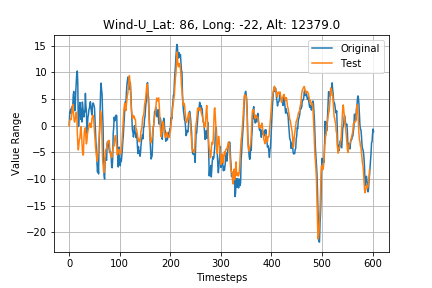 Wind-U_Lat: 86, Long: -22, Alt: 12379.0
Original
Test
Value Range
15
10
5
0
−5
−10
−15
−20
0 100 200 300 400 500 600
Timesteps